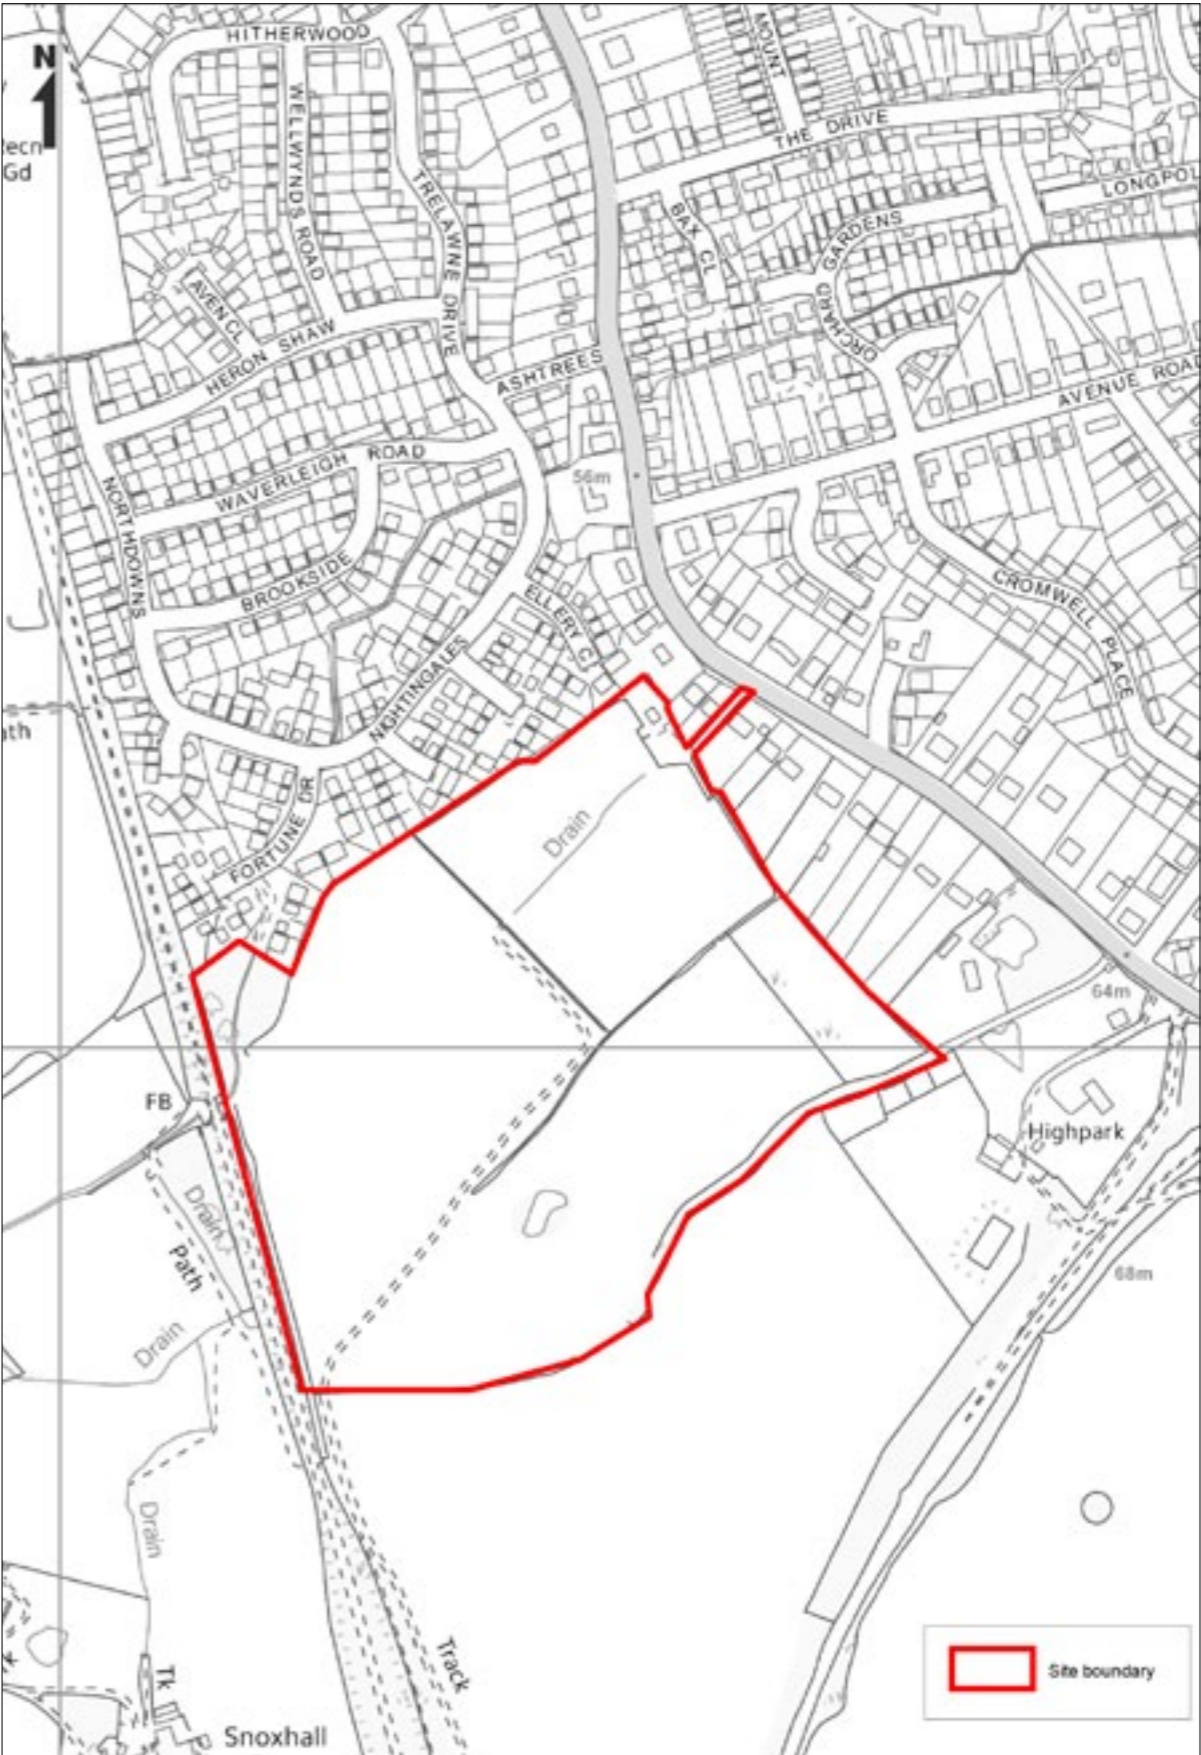 HITHERWOOD
MOUNT
N
THE DRIVE
WELLWYNDS ROAD
Gd
TRELAWNE DRIVE
LONGPOL
BAX CL
ORCHARD GARDENS
AVEN CL
HERON SHAW
ASHTREES
AVENUE ROAD
WAVERLEIGH ROAD
56m
NORTHDOWNS
BROOKSIDE
ELLERY CL
CROMWELL PLACE
NIGHTINGALES
ath
FORTUNE DR
Drain
64m
FB
Highpark
Drain
Path
68m
Drain
Drain
Track
Tk
Site boundary
Snoxhall